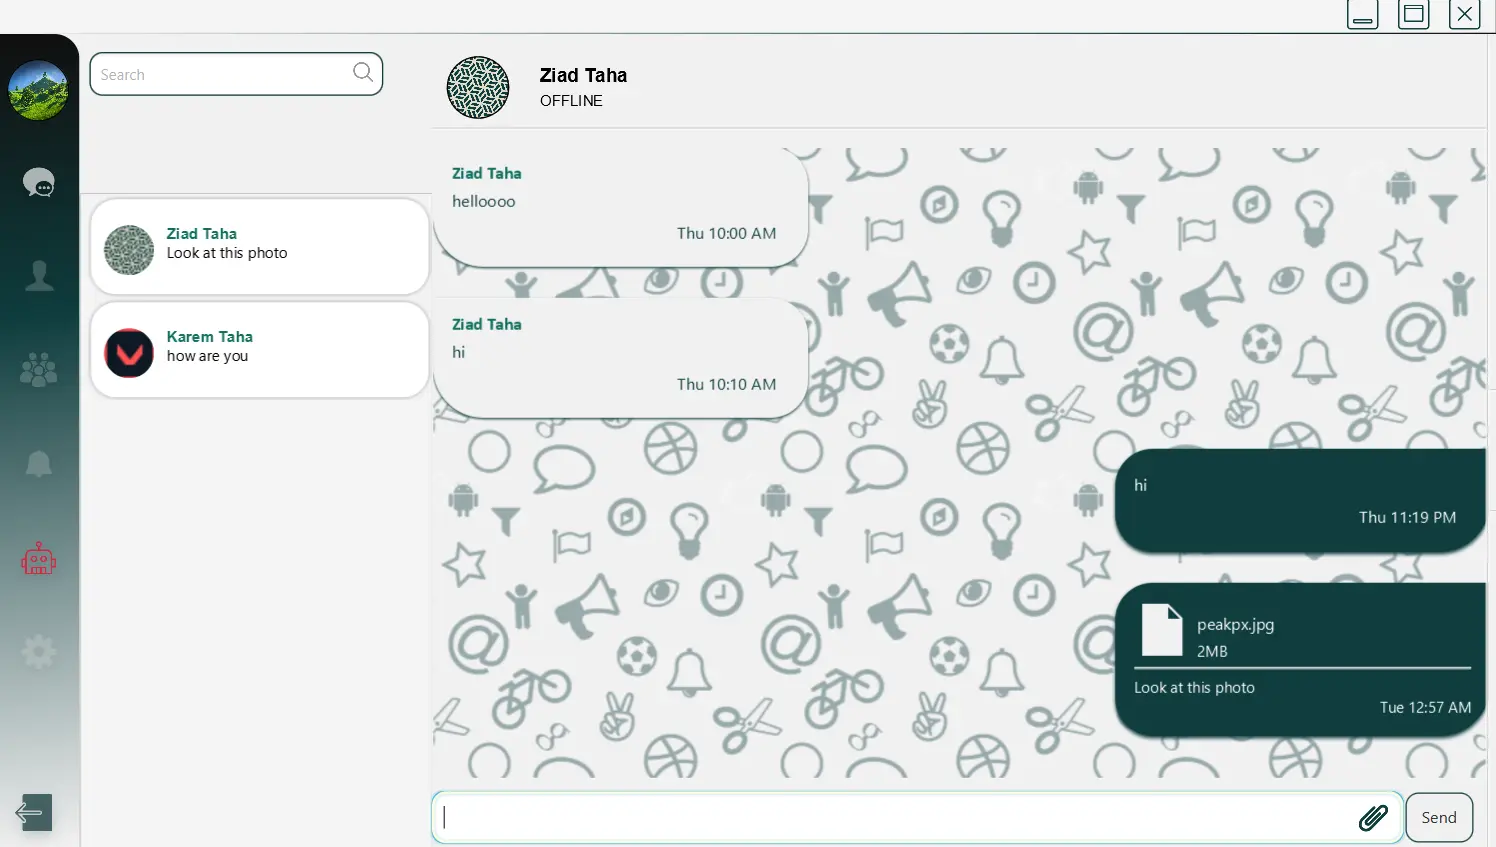 Search
Ziad Taha
Look at this photo
Karem Taha
how are you
Ziad Taha
OFFLINE
Ziad Taha
helloooo
Thu 10:00 AM
Ziad Taha
hi
Thu 10:10 AM
hi
Thu 11:19 PM
peakpx.jpg
2MB
Look at this photo
Tue 12:57 AM
Send